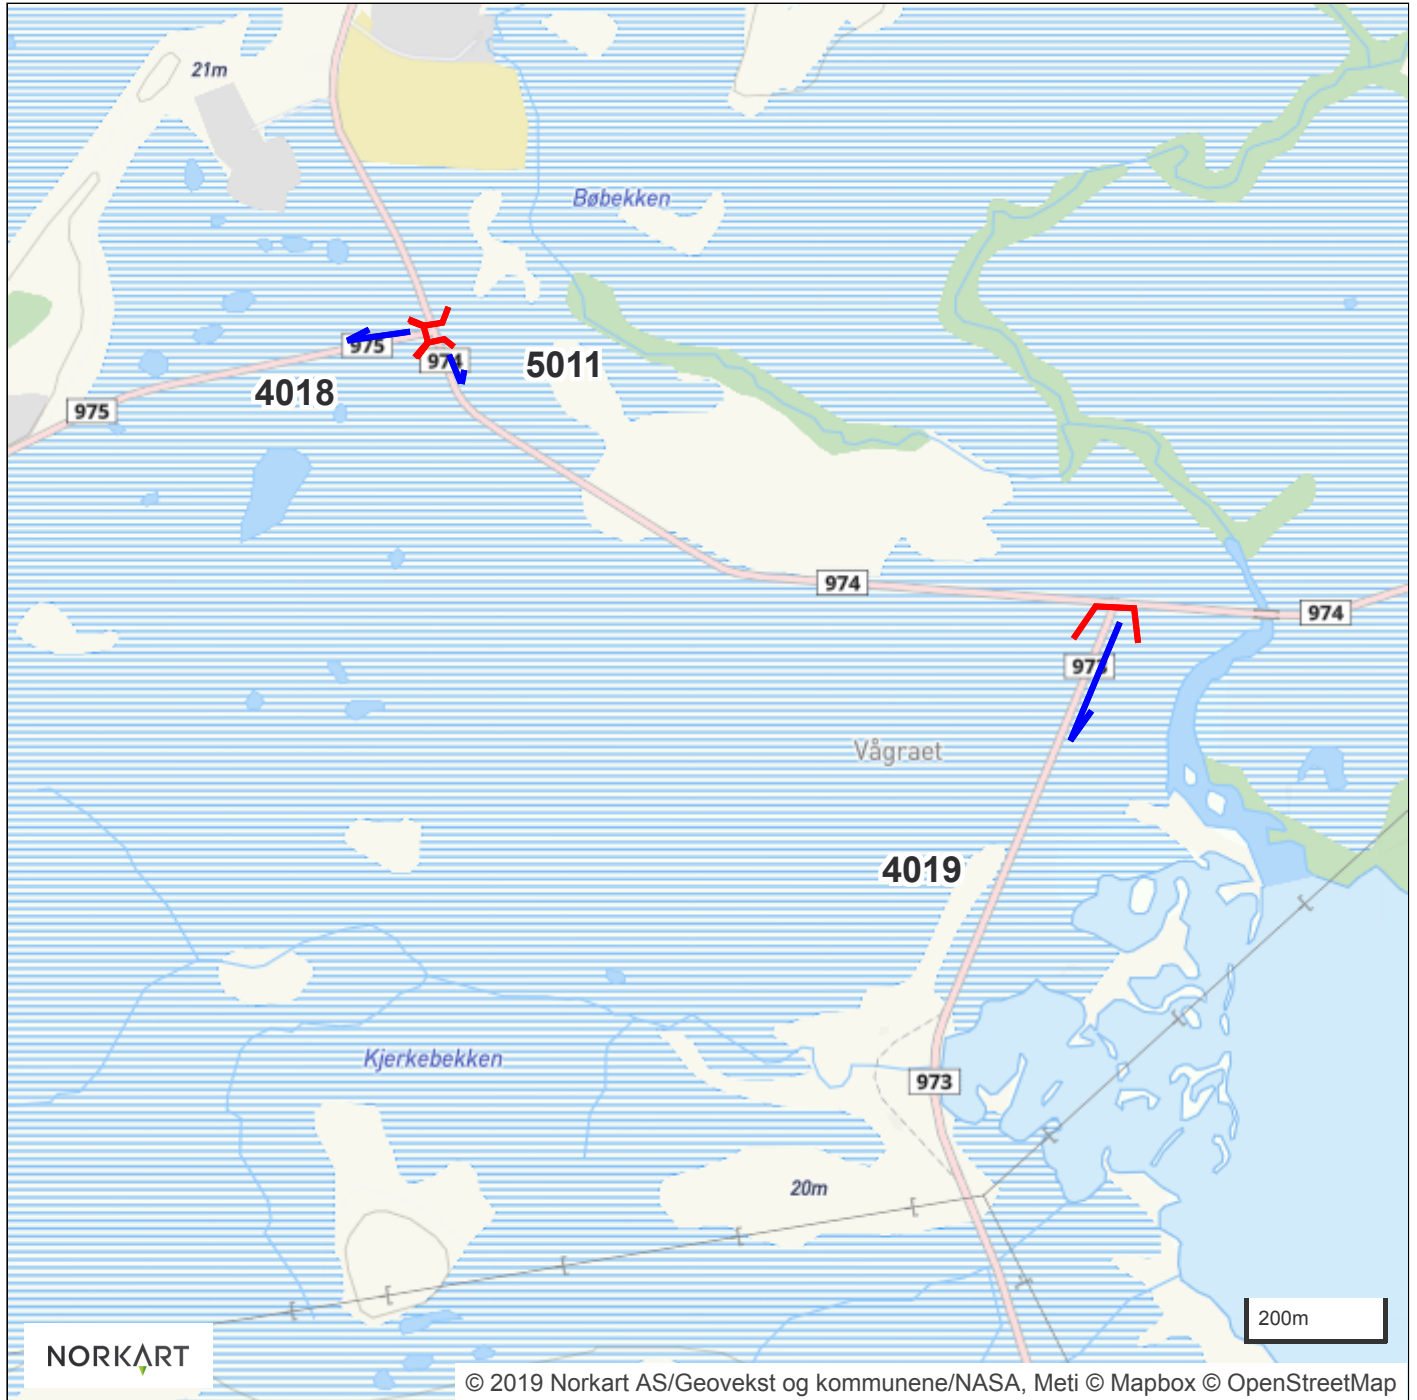 21m
Bøbekken
975
974
5011
4018
975
974
974
973
Vågraet
4019
Kjerkebekken
973
20m
200m
NORKART
© 2019 Norkart AS/Geovekst og kommunene/NASA, Meti © Mapbox © OpenStreetMap